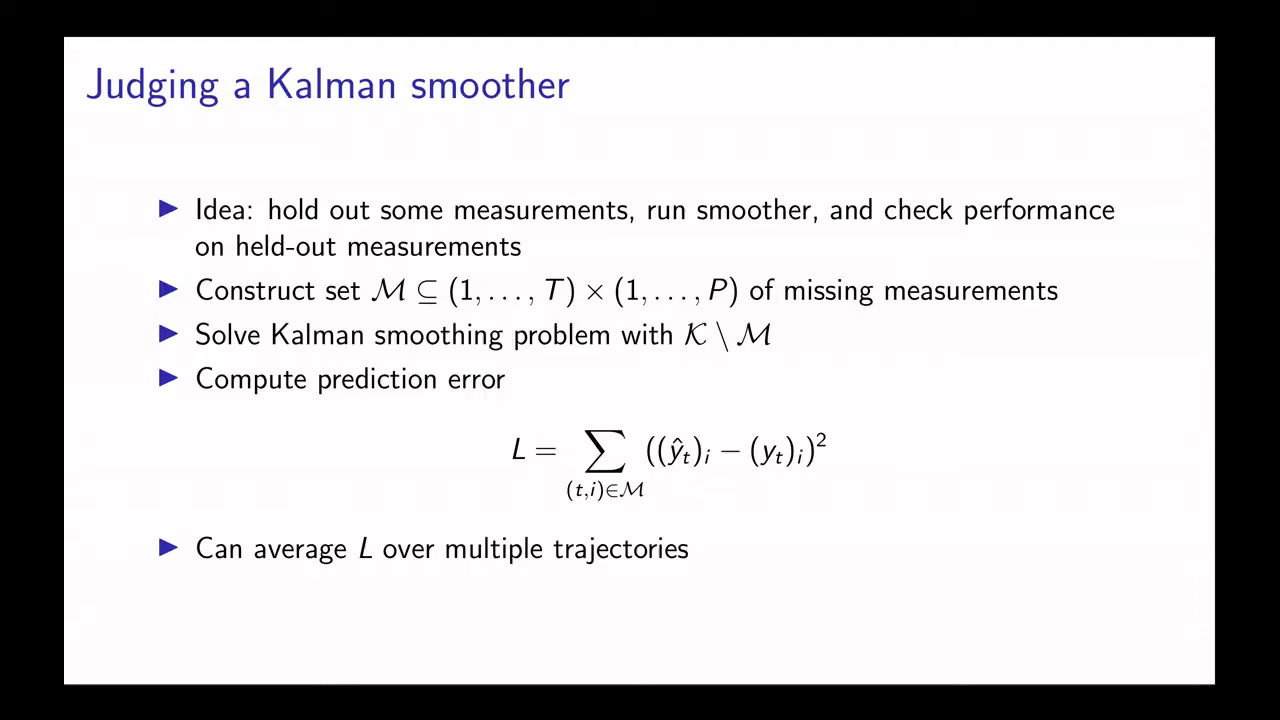 Judging a Kalman smoother
▶ Idea: hold out some measurements, run smoother, and check performance
on held-out measurements
▶ Construct set ℳ ⊆ (1, . . . , T) × (1, . . . , P) of missing measurements
▶ Solve Kalman smoothing problem with 𝒦 \ ℳ
▶ Compute prediction error
L = ∑_{(t,i)∈ℳ} ((ŷ_t)_i − (y_t)_i)²
▶ Can average L over multiple trajectories